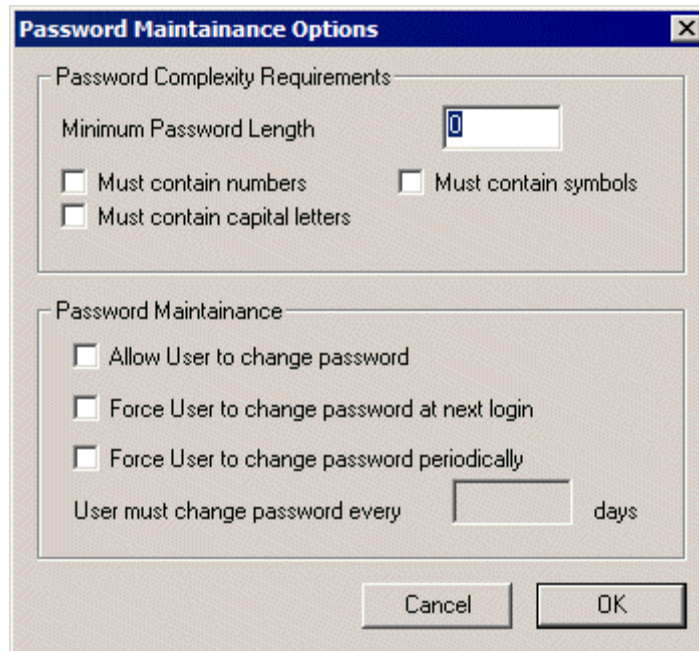 Password Maintainance Options
Password Complexity Requirements
Minimum Password Length 0
Must contain numbers Must contain symbols
Must contain capital letters
Password Maintainance
Allow User to change password
Force User to change password at next login
Force User to change password periodically
User must change password every days
Cancel OK